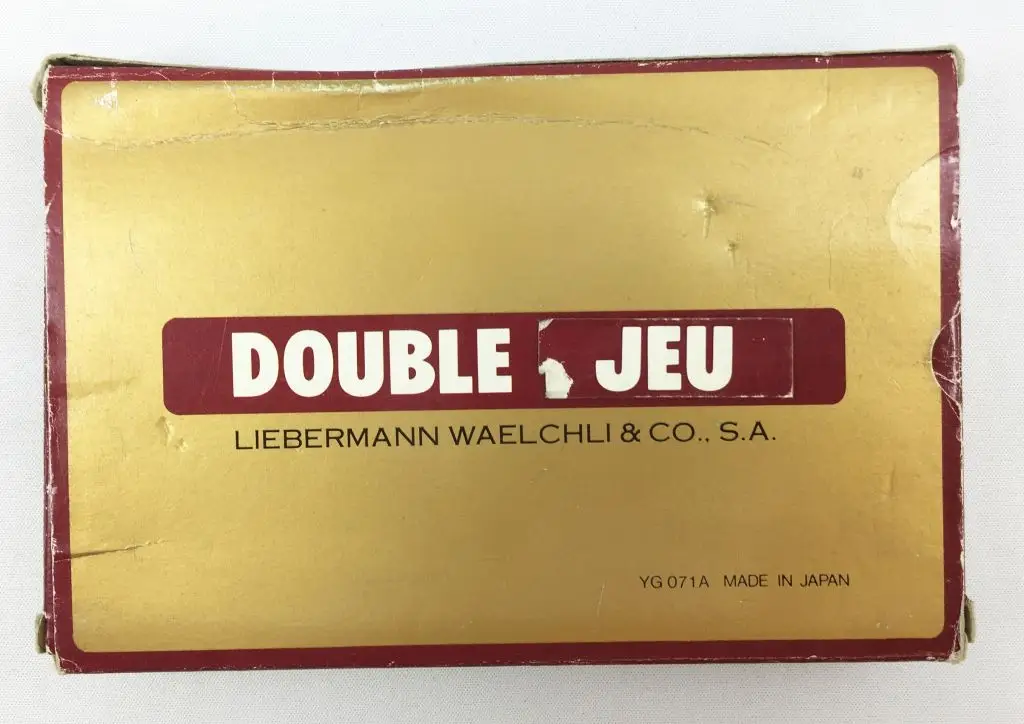 DOUBLE JEU
LIEBERMANN WAELCHLI & CO., S.A.
YG 071A MADE IN JAPAN